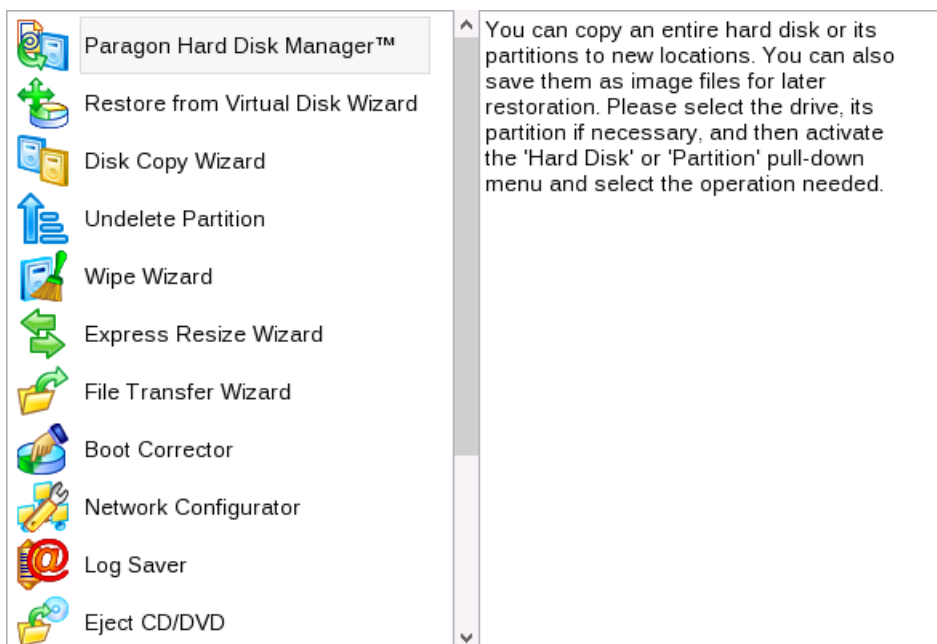 Paragon Hard Disk Manager™
Restore from Virtual Disk Wizard
Disk Copy Wizard
Undelete Partition
Wipe Wizard
Express Resize Wizard
File Transfer Wizard
Boot Corrector
Network Configurator
Log Saver
Eject CD/DVD
You can copy an entire hard disk or its
partitions to new locations. You can also
save them as image files for later
restoration. Please select the drive, its
partition if necessary, and then activate
the 'Hard Disk' or 'Partition' pull-down
menu and select the operation needed.